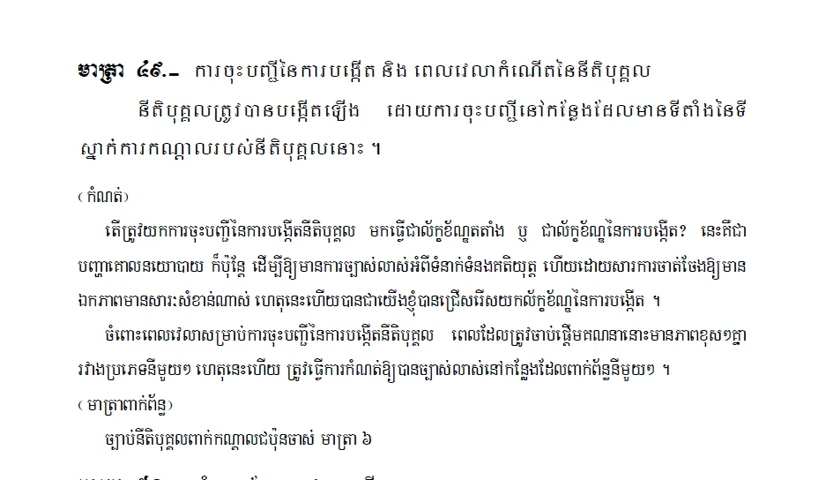 មាត្រា ៤៩.- ការចុះបញ្ជីនៃការបង្កើត និង ពេលវេលាកំណើតនៃនីតិបុគ្គល
នីតិបុគ្គលត្រូវបានបង្កើតឡើង ដោយការចុះបញ្ជីនៅកន្លែងដែលមានទីតាំងនៃទី
ស្នាក់ការកណ្ដាលរបស់នីតិបុគ្គលនោះ ។
(កំណត់)
តើត្រូវយកការចុះបញ្ជីនៃការបង្កើតនីតិបុគ្គល មកធ្វើជាល័ក្ខខ័ណ្ឌតតាំង ឬ ជាល័ក្ខខ័ណ្ឌនៃការបង្កើត? នេះគឺជា
បញ្ហាគោលនយោបាយ ក៏ប៉ុន្តែ ដើម្បីឱ្យមានការច្បាស់លាស់អំពីទំនាក់ទំនងគតិយុត្ត ហើយដោយសារការចាត់ចែងឱ្យមាន
ឯកភាពមានសារៈសំខាន់ណាស់ ហេតុនេះហើយបានជាយើងខ្ញុំបានជ្រើសរើសយកល័ក្ខខ័ណ្ឌនៃការបង្កើត ។
ចំពោះពេលវេលាសម្រាប់ការចុះបញ្ជីនៃការបង្កើតនីតិបុគ្គល ពេលដែលត្រូវចាប់ផ្ដើមគណនានោះមានភាពខុសៗគ្នា
រវាងប្រភេទនីមួយៗ ហេតុនេះហើយ ត្រូវធ្វើការកំណត់ឱ្យបានច្បាស់លាស់នៅកន្លែងដែលពាក់ព័ន្ធនីមួយៗ ។
(មាត្រាពាក់ព័ន្ធ)
ច្បាប់នីតិបុគ្គលពាក់កណ្ដាលជប៉ុនចាស់ មាត្រា ៦